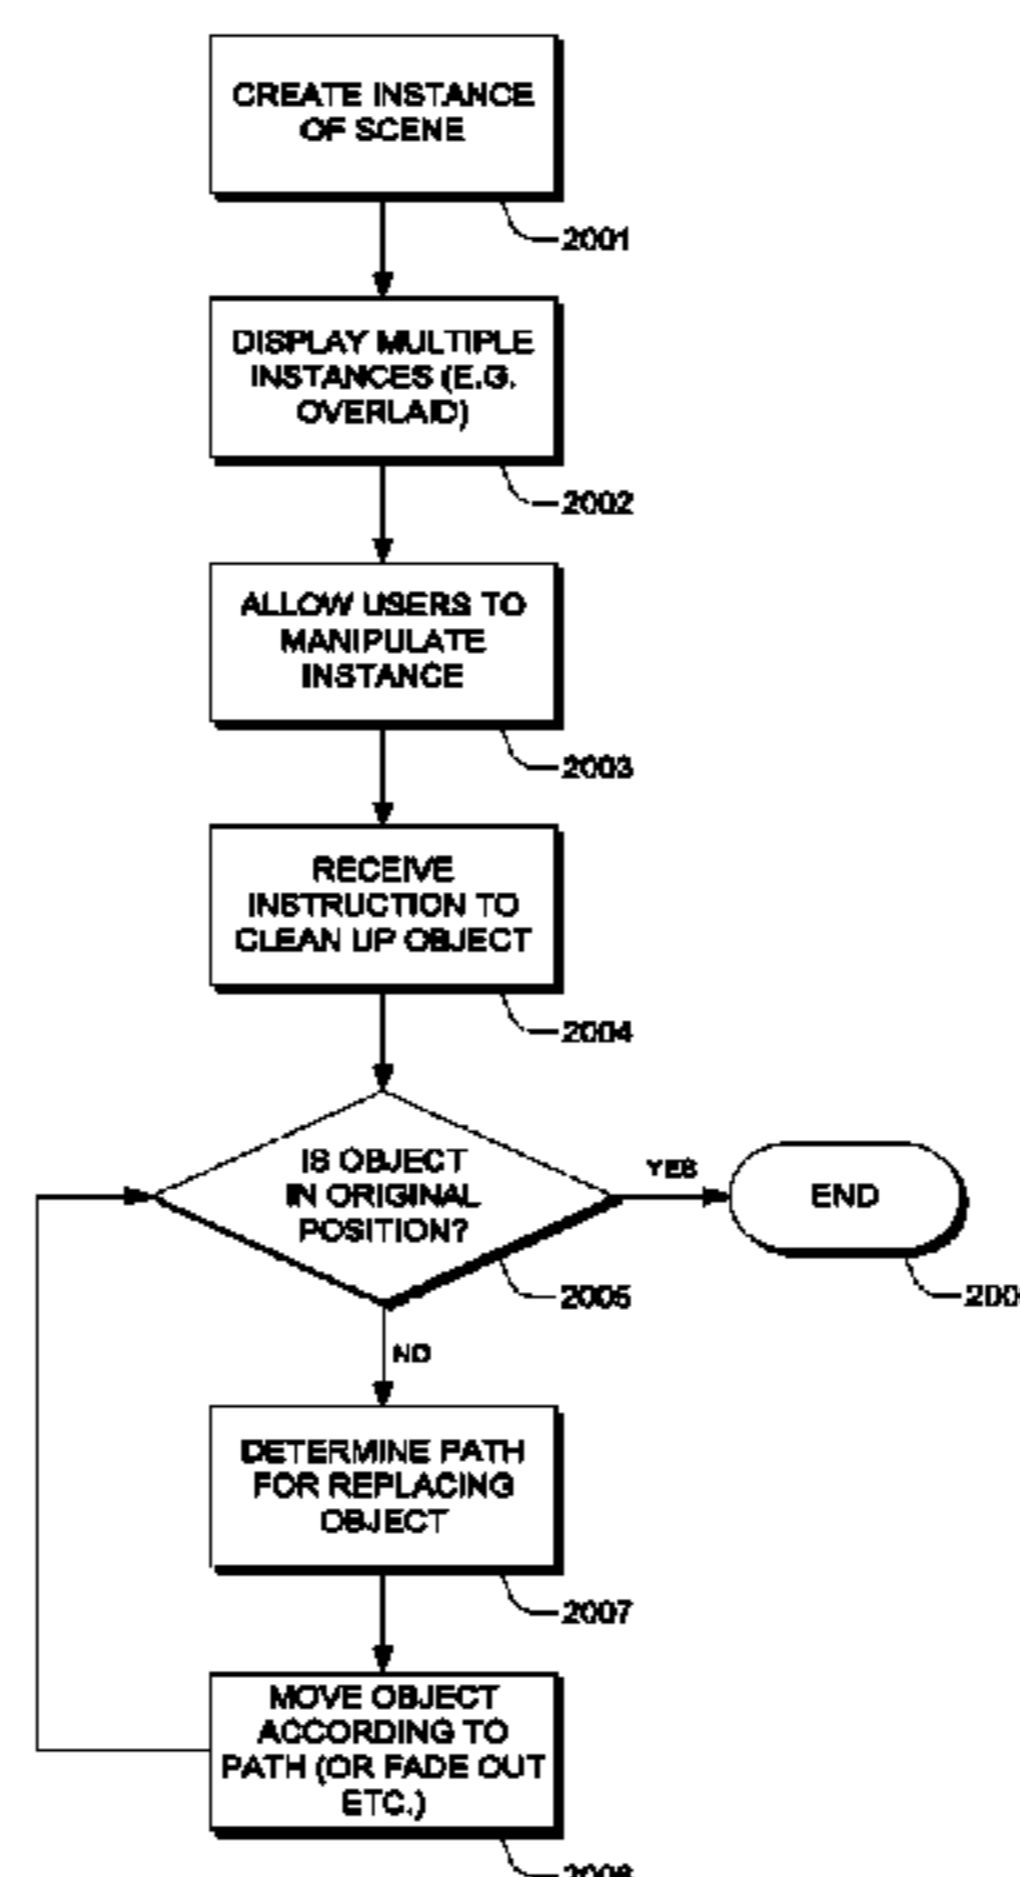 CREATE INSTANCE
OF SCENE
2001
DISPLAY MULTIPLE
INSTANCES (E.G.
OVERLAID)
2002
ALLOW USERS TO
MANIPULATE
INSTANCE
2003
RECEIVE
INSTRUCTION TO
CLEAN UP OBJECT
2004
IS OBJECT
IN ORIGINAL
POSITION?
YES
END
2005
NO
DETERMINE PATH
FOR REPLACING
OBJECT
2007
MOVE OBJECT
ACCORDING TO
PATH (OR FADE OUT
ETC.)